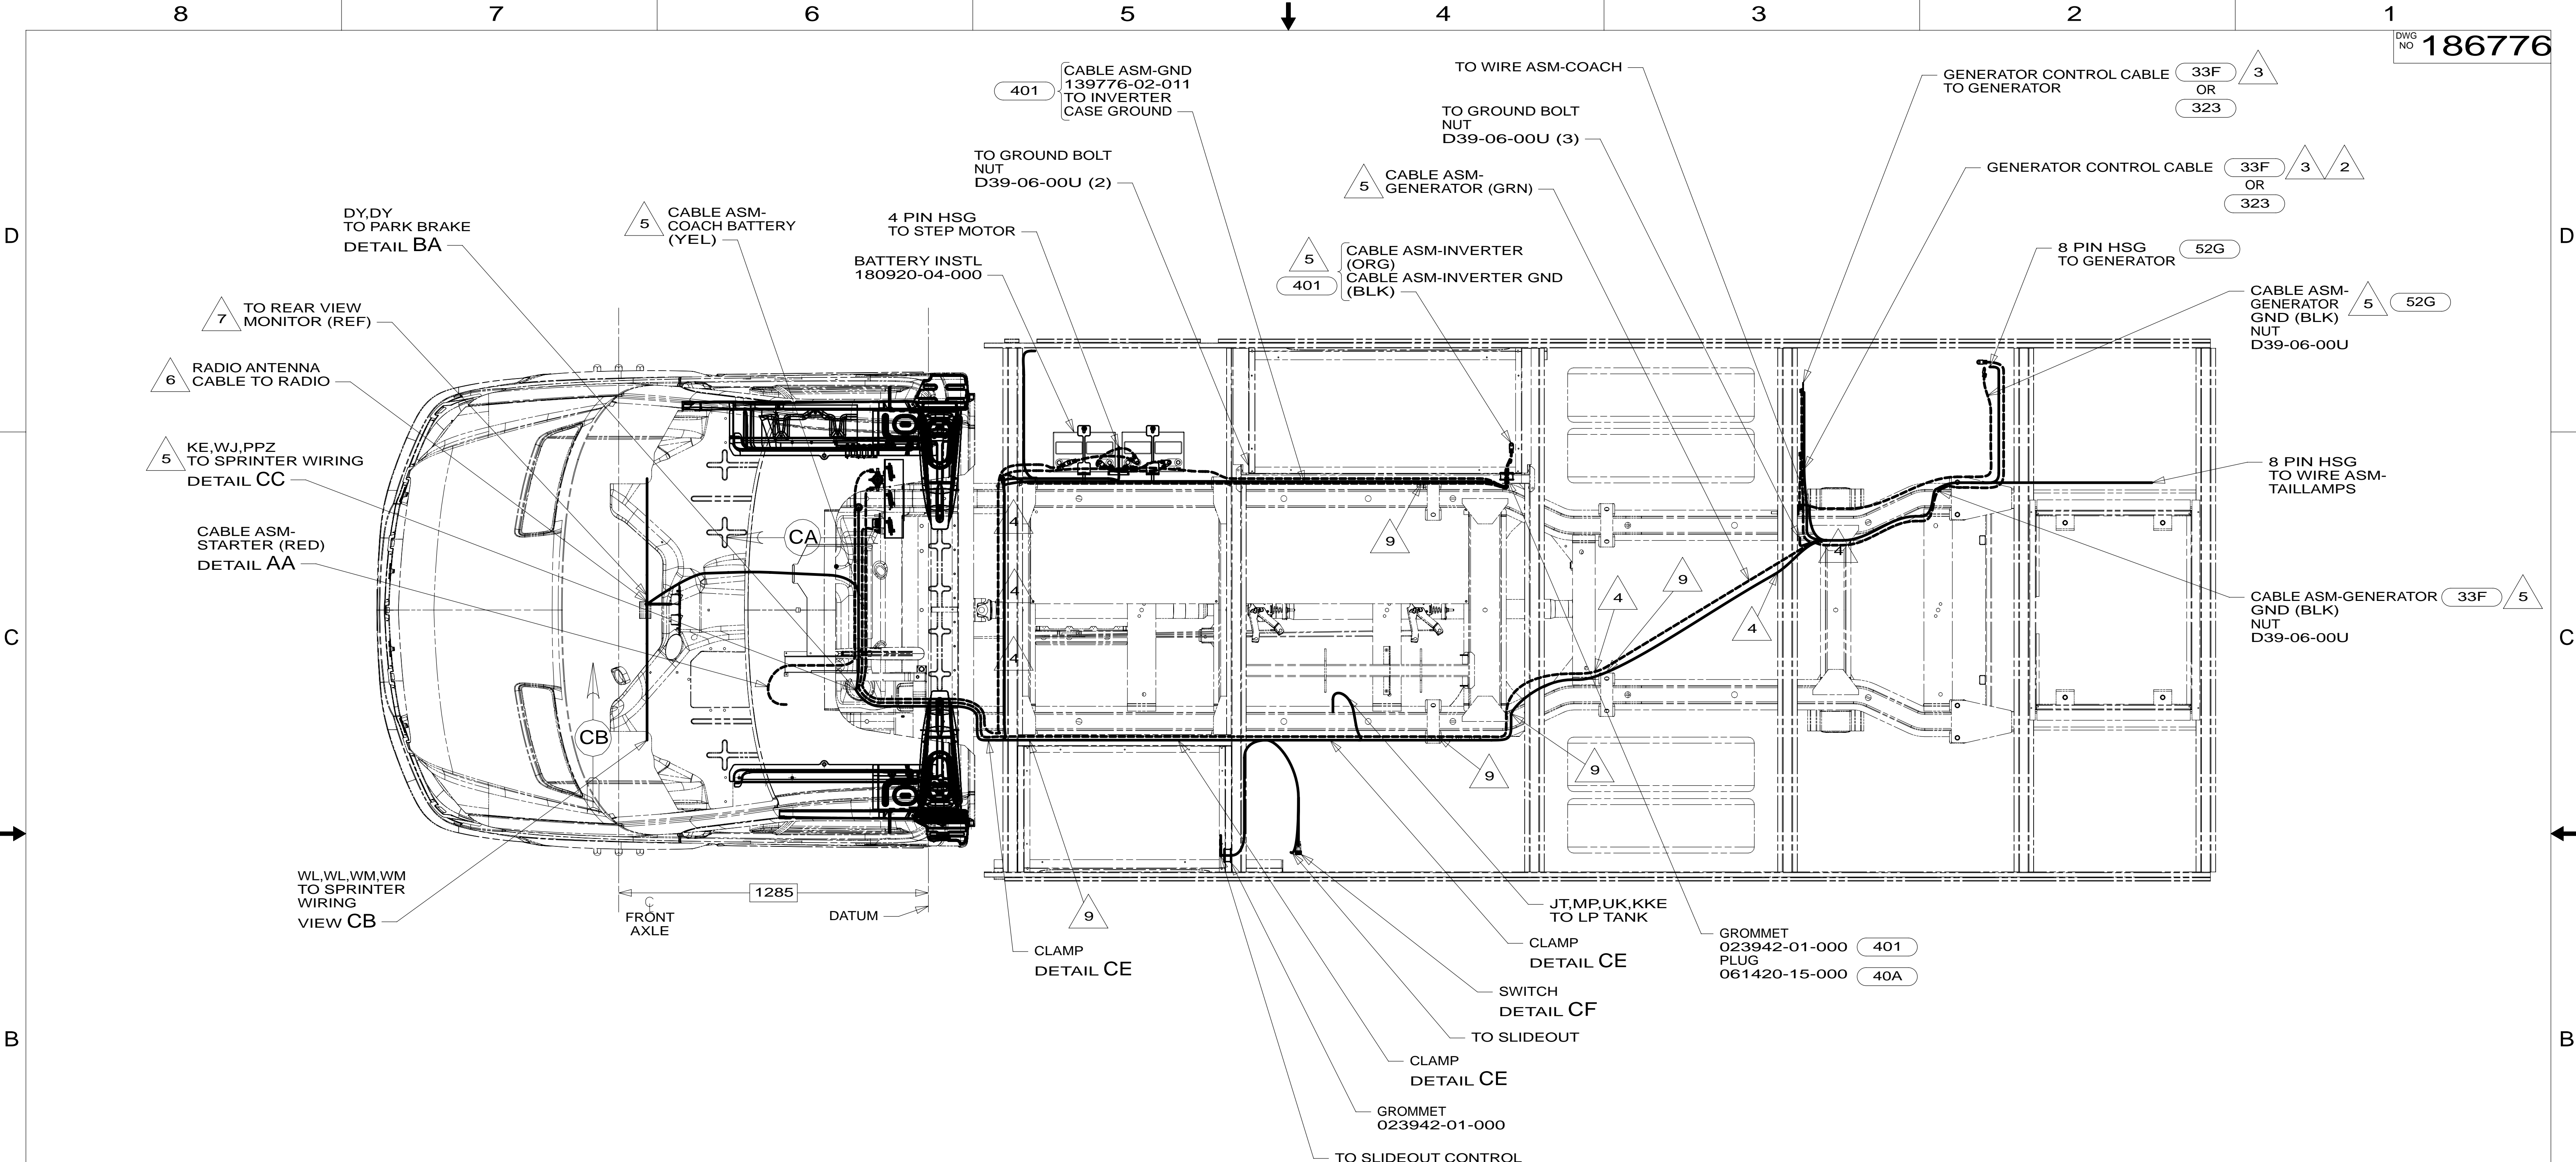 8 7 6 5 4 3 2 1
DWG
NO 186776
CABLE ASM-GND
139776-02-011
TO INVERTER
CASE GROUND
401
TO WIRE ASM-COACH
GENERATOR CONTROL CABLE
TO GENERATOR
33F
3
OR
323
TO GROUND BOLT
NUT
D39-06-00U (3)
TO GROUND BOLT
NUT
D39-06-00U (2)
5
CABLE ASM-
GENERATOR (GRN)
GENERATOR CONTROL CABLE
33F
3
2
OR
323
D
D
DY,DY
TO PARK BRAKE
DETAIL BA
5
CABLE ASM-
COACH BATTERY
(YEL)
4 PIN HSG
TO STEP MOTOR
BATTERY INSTL
180920-04-000
5
401
CABLE ASM-INVERTER
(ORG)
CABLE ASM-INVERTER GND
(BLK)
8 PIN HSG
TO GENERATOR
52G
CABLE ASM-
GENERATOR
GND (BLK)
NUT
D39-06-00U
5
52G
7
TO REAR VIEW
MONITOR (REF)
6
RADIO ANTENNA
CABLE TO RADIO
5
KE,WJ,PPZ
TO SPRINTER WIRING
DETAIL CC
8 PIN HSG
TO WIRE ASM-
TAILLAMPS
CABLE ASM-
STARTER (RED)
DETAIL AA
CA
4
9
4
4
9
4
4
4
9
9
CABLE ASM-GENERATOR
GND (BLK)
NUT
D39-06-00U
33F
5
C
C
CB
WL,WL,WM,WM
TO SPRINTER
WIRING
VIEW CB
1285
℄
FRONT
AXLE
DATUM
9
CLAMP
DETAIL CE
JT,MP,UK,KKE
TO LP TANK
CLAMP
DETAIL CE
GROMMET
023942-01-000
401
PLUG
061420-15-000
40A
SWITCH
DETAIL CF
TO SLIDEOUT
CLAMP
DETAIL CE
B
B
GROMMET
023942-01-000
TO SLIDEOUT CONTROL